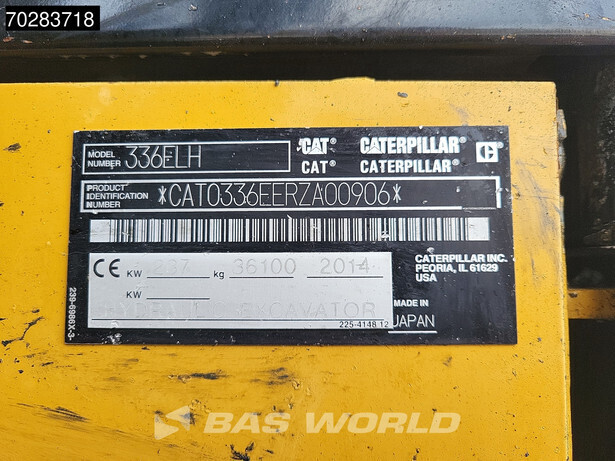 70283718
MODEL NUMBER 336ELH
CAT® CATERPILLAR®
CAT® CATERPILLAR®
PRODUCT IDENTIFICATION NUMBER *CAT0336EERZA00906*
CE KW kg 36100 2014
KW
CATERPILLAR INC.
PEORIA, IL 61629
USA
EXCAVATOR
225-4148 12
MADE IN
JAPAN
239-6986X-3
BAS WORLD